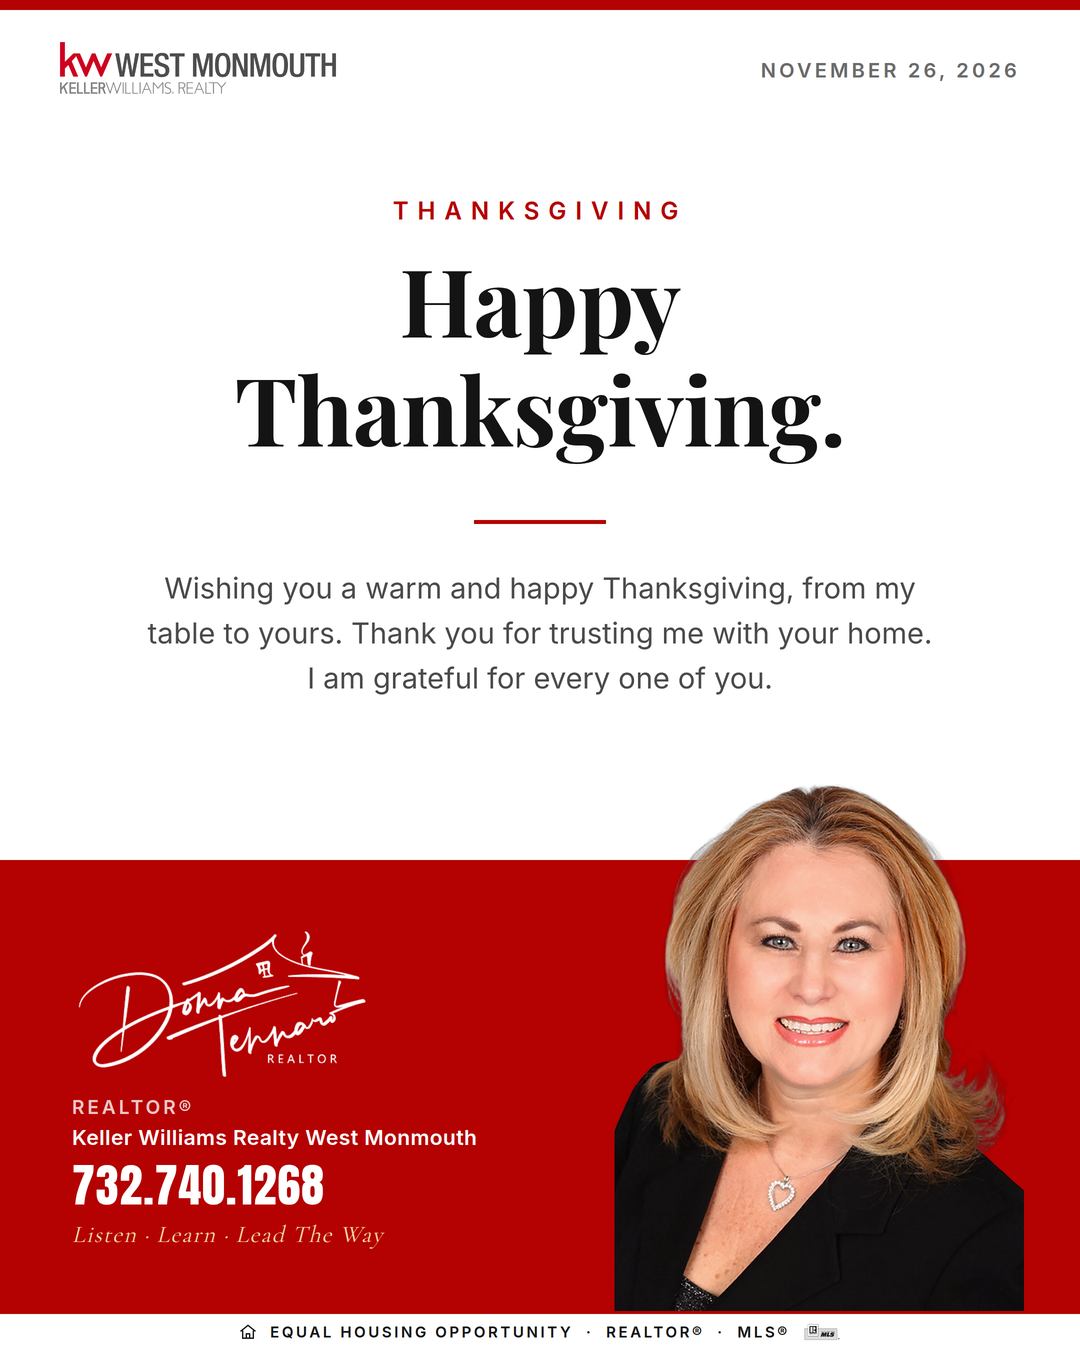 kw WEST MONMOUTH
KELLERWILLIAMS. REALTY
NOVEMBER 26, 2026
THANKSGIVING
Happy
Thanksgiving.
Wishing you a warm and happy Thanksgiving, from my
table to yours. Thank you for trusting me with your home.
I am grateful for every one of you.
Donna
Tennaro
REALTOR
REALTOR®
Keller Williams Realty West Monmouth
732.740.1268
Listen · Learn · Lead The Way
EQUAL HOUSING OPPORTUNITY · REALTOR® · MLS® R MLS